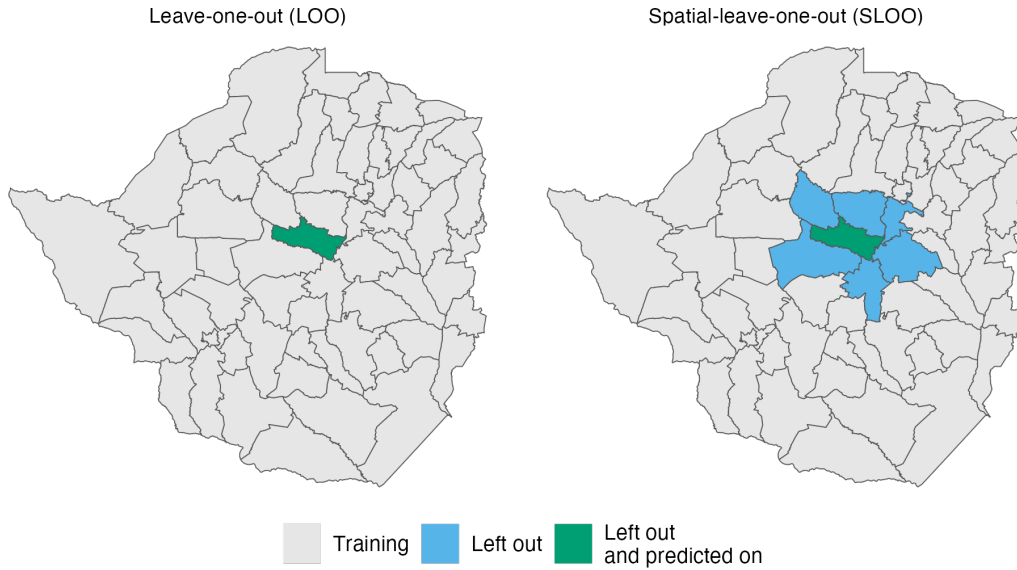 Leave-one-out (LOO)
Spatial-leave-one-out (SLOO)
Training
Left out
Left out
and predicted on